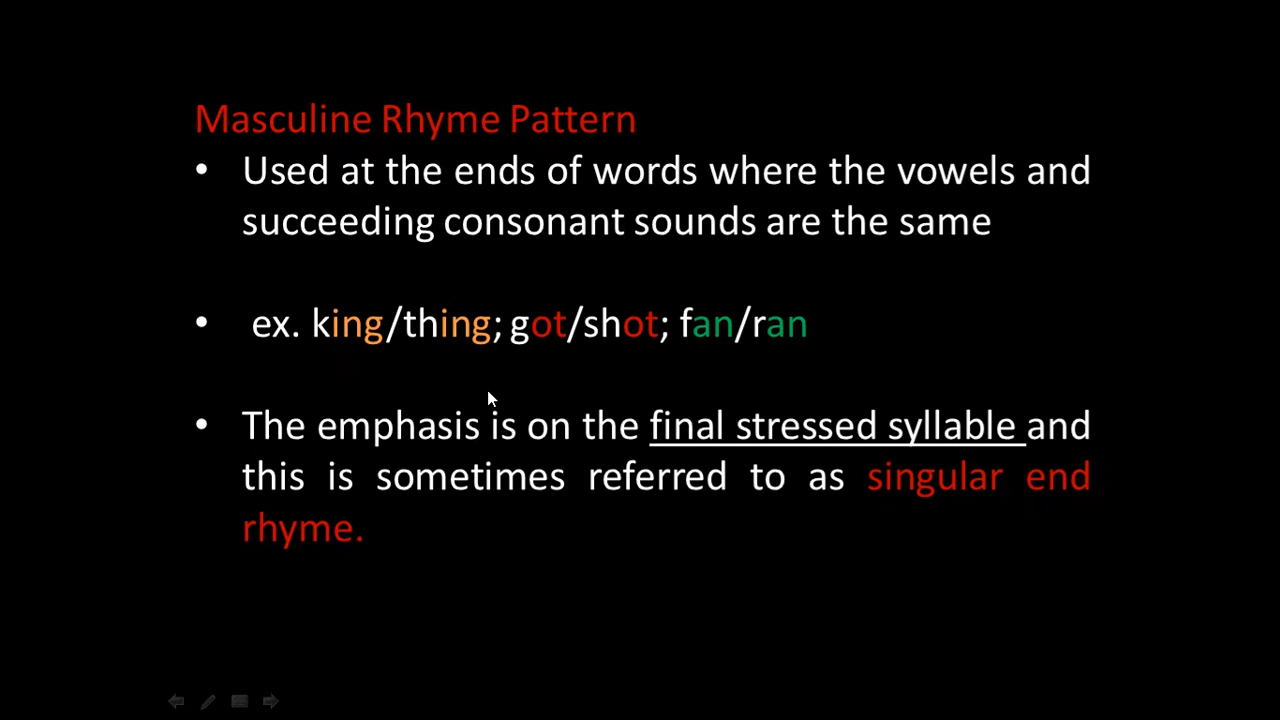 Masculine Rhyme Pattern
• Used at the ends of words where the vowels and
succeeding consonant sounds are the same
• ex. king/thing; got/shot; fan/ran
• The emphasis is on the final stressed syllable and
this is sometimes referred to as singular end
rhyme.